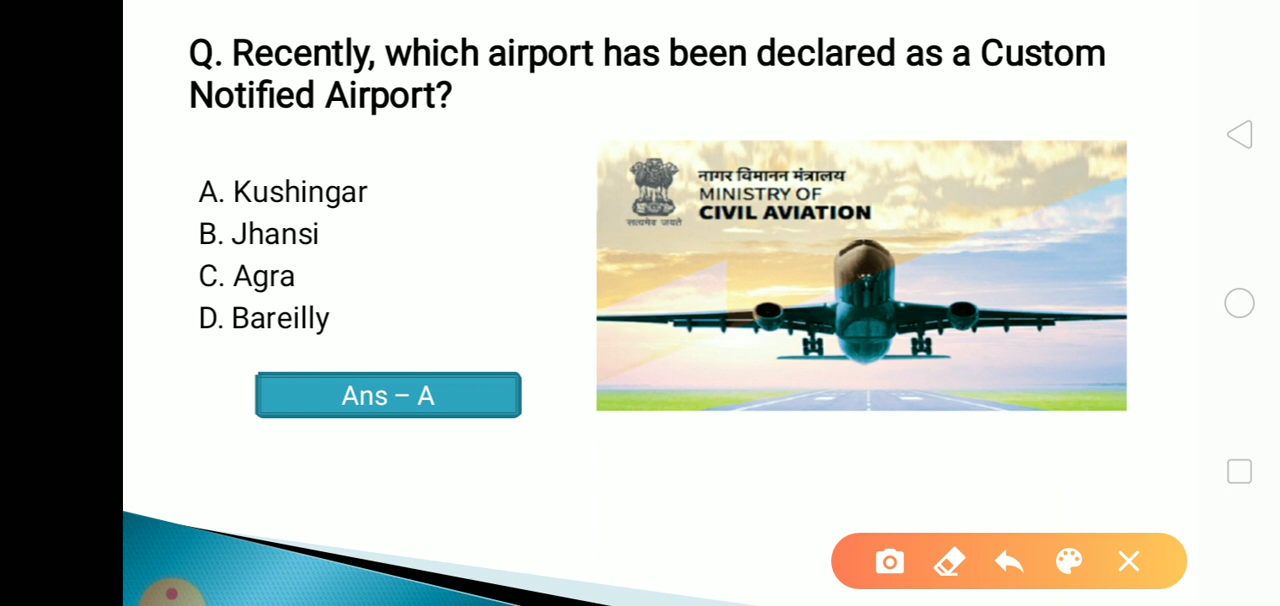 Q. Recently, which airport has been declared as a Custom
Notified Airport?
A. Kushingar
B. Jhansi
C. Agra
D. Bareilly
Ans – A
नागर विमानन मंत्रालय
MINISTRY OF
CIVIL AVIATION
सत्यमेव जयते